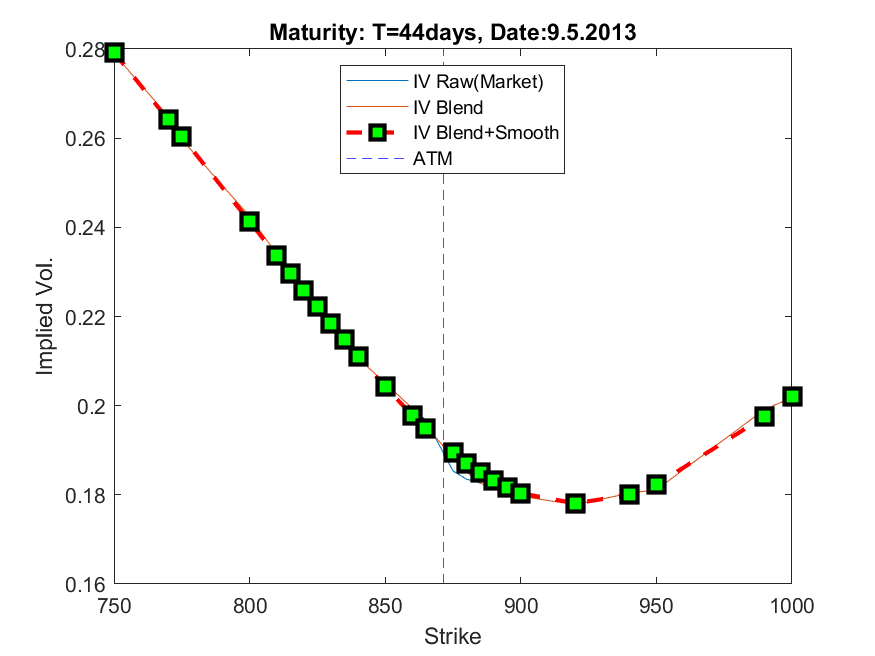 Maturity: T=44days, Date:9.5.2013
0.28
0.26
0.24
0.22
0.2
0.18
0.16
IV Raw(Market)
IV Blend
IV Blend+Smooth
ATM
Implied Vol.
750 800 850 900 950 1000
Strike